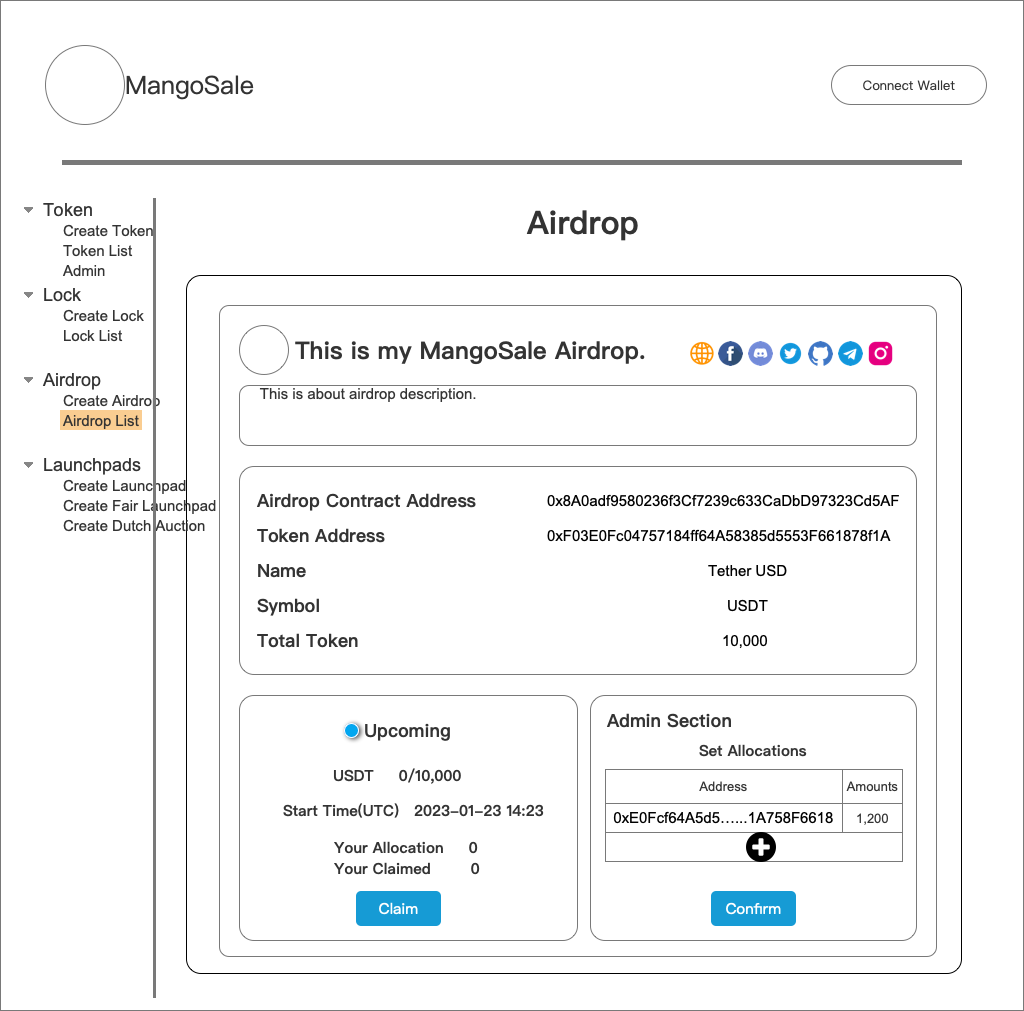 MangoSale
Connect Wallet
Token
Create Token
Token List
Admin
Lock
Create Lock
Lock List
Airdrop
Create Airdrop
Airdrop List
Launchpads
Create Launchpad
Create Fair Launchpad
Create Dutch Auction
Airdrop
This is my MangoSale Airdrop.
This is about airdrop description.
Airdrop Contract Address 0x8A0adf9580236f3Cf7239c633CaDbD97323Cd5AF
Token Address 0xF03E0Fc04757184ff64A58385d5553F661878f1A
Name Tether USD
Symbol USDT
Total Token 10,000
Upcoming
USDT 0/10,000
Start Time(UTC) 2023-01-23 14:23
Your Allocation 0
Your Claimed 0
Claim
Admin Section
Set Allocations
Address Amounts
0xE0Fcf64A5d5......1A758F6618 1,200
Confirm